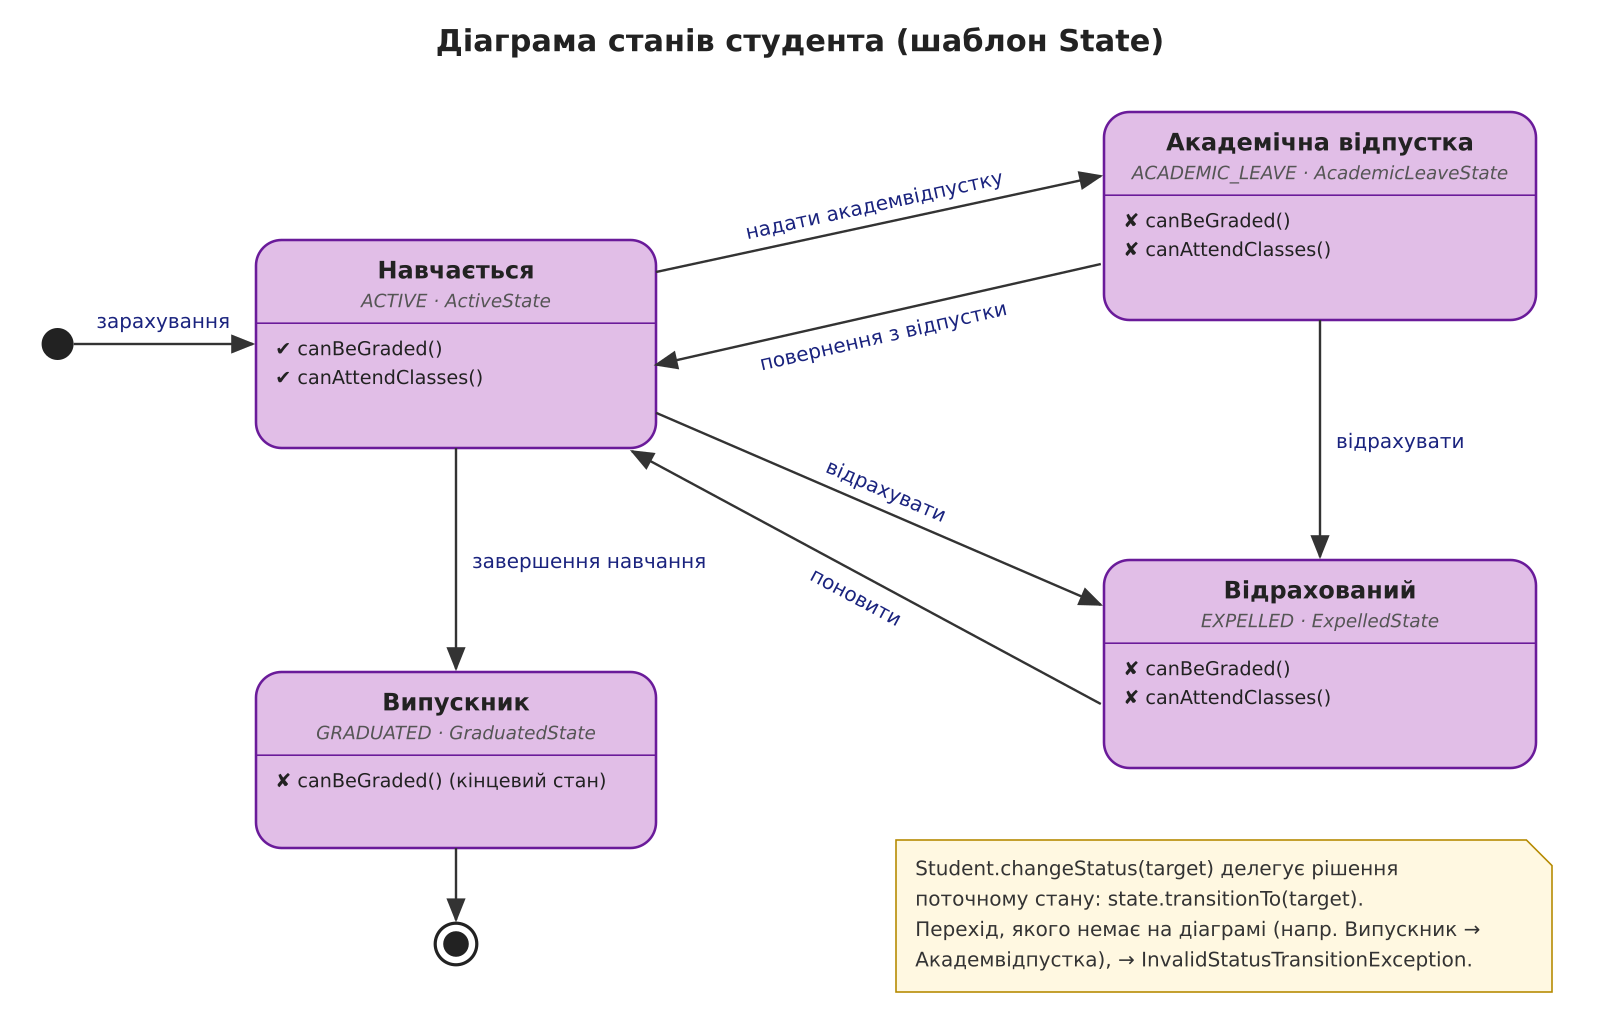 Діаграма станів студента (шаблон State)
Академічна відпустка
ACADEMIC_LEAVE · AcademicLeaveState
✘ canBeGraded()
✘ canAttendClasses()
надати академвідпустку
Навчається
ACTIVE · ActiveState
✔ canBeGraded()
✔ canAttendClasses()
зарахування
повернення з відпустки
відрахувати
відрахувати
поновити
завершення навчання
Відрахований
EXPELLED · ExpelledState
✘ canBeGraded()
✘ canAttendClasses()
Випускник
GRADUATED · GraduatedState
✘ canBeGraded() (кінцевий стан)
Student.changeStatus(target) делегує рішення
поточному стану: state.transitionTo(target).
Перехід, якого немає на діаграмі (напр. Випускник →
Академвідпустка), → InvalidStatusTransitionException.